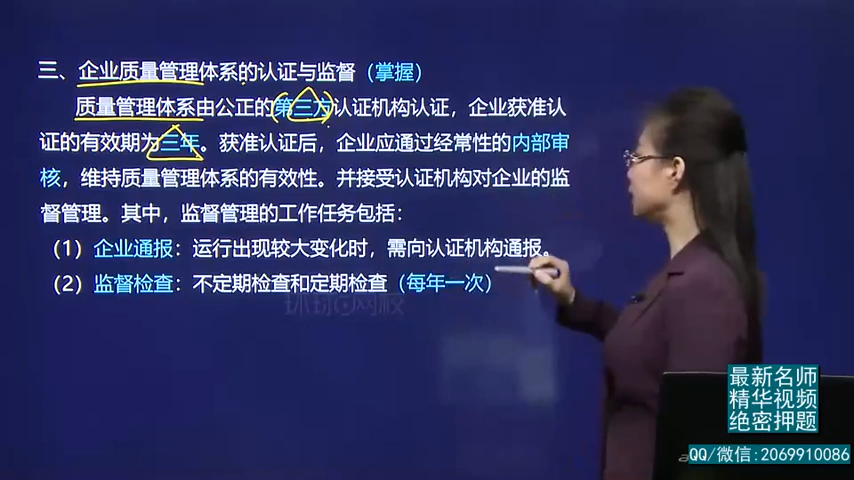 三、企业质量管理体系的认证与监督（掌握）
质量管理体系由公正的第三方认证机构认证，企业获准认
证的有效期为三年。获准认证后，企业应通过经常性的内部审
核，维持质量管理体系的有效性。并接受认证机构对企业的监
督管理。其中，监督管理的工作任务包括：
（1）企业通报：运行出现较大变化时，需向认证机构通报。
（2）监督检查：不定期检查和定期检查（每年一次）
环球网校
最新名师
精华视频
绝密押题
QQ/微信:2069910086